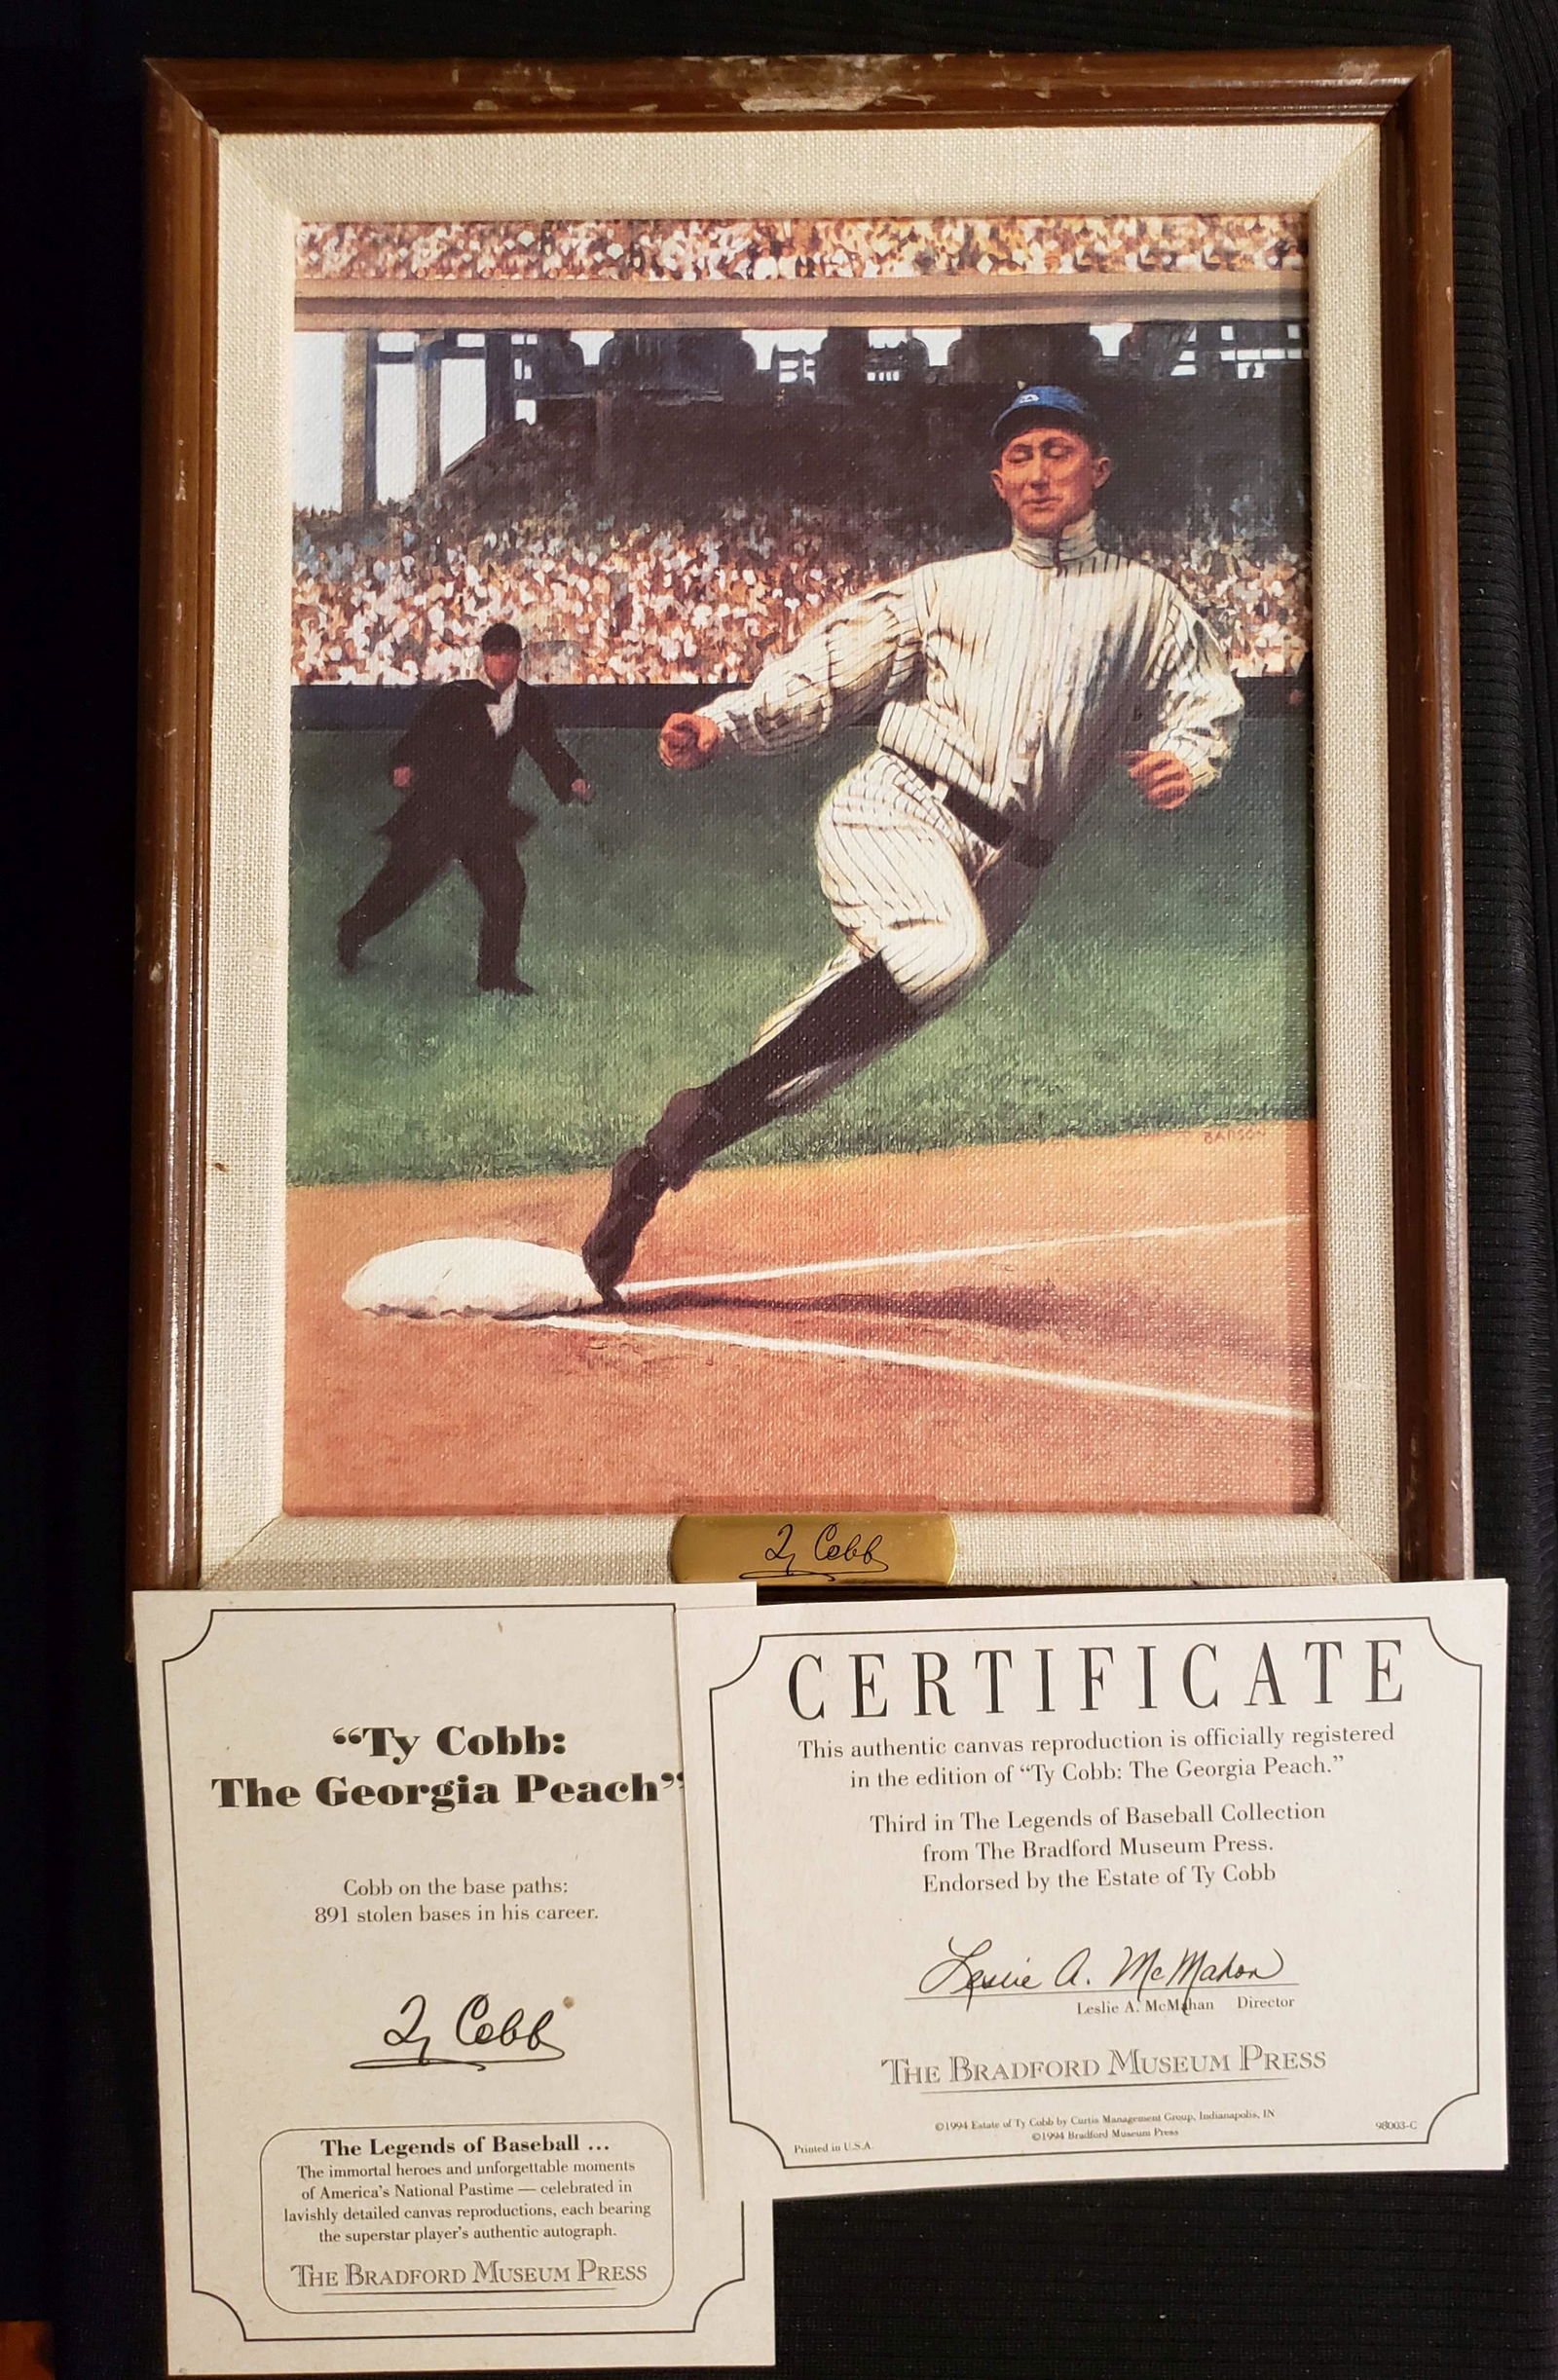 BARSON
Ty Cobb
“Ty Cobb:
The Georgia Peach”
Cobb on the base paths:
891 stolen bases in his career.
Ty Cobb
The Legends of Baseball ...
The immortal heroes and unforgettable moments
of America’s National Pastime — celebrated in
lavishly detailed canvas reproductions, each bearing
the superstar player’s authentic autograph.
THE BRADFORD MUSEUM PRESS
CERTIFICATE
This authentic canvas reproduction is officially registered
in the edition of “Ty Cobb: The Georgia Peach.”
Third in The Legends of Baseball Collection
from The Bradford Museum Press.
Endorsed by the Estate of Ty Cobb
Leslie A. McMahon
Leslie A. McMahan Director
THE BRADFORD MUSEUM PRESS
©1994 Estate of Ty Cobb by Curtis Management Group, Indianapolis, IN
©1994 Bradford Museum Press
Printed in U.S.A.
98003-C